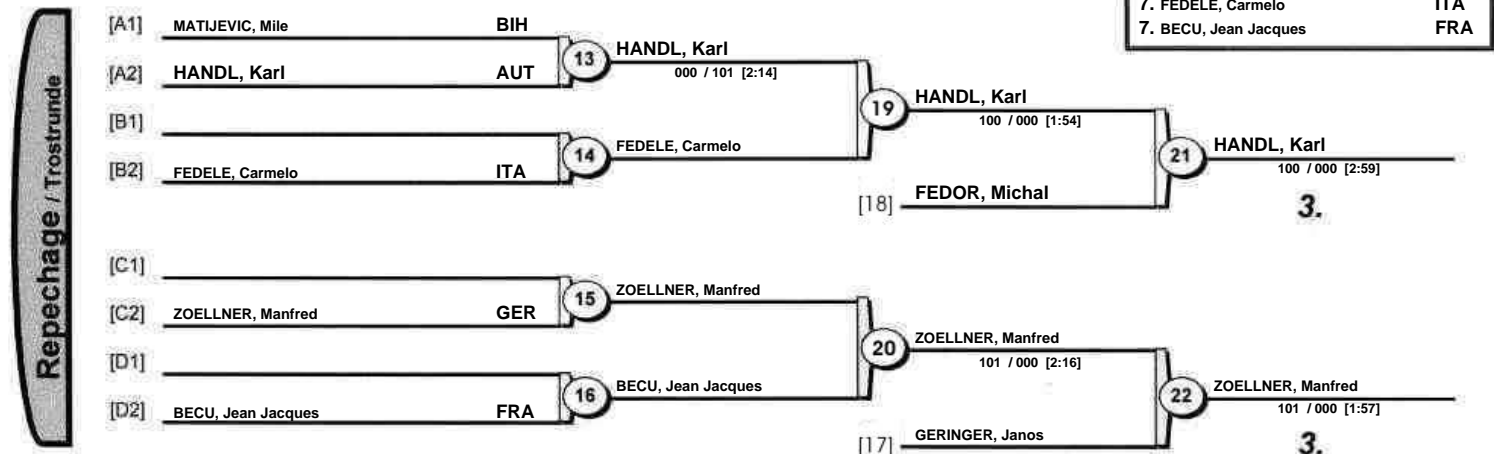 7. FEDELE, Carmelo ITA
7. BECU, Jean Jacques FRA
Repechage / Trostrunde
[A1] MATIJEVIC, Mile BIH
13 HANDL, Karl
000 / 101 [2:14]
[A2] HANDL, Karl AUT
19 HANDL, Karl
100 / 000 [1:54]
[B1]
14 FEDELE, Carmelo
[B2] FEDELE, Carmelo ITA
21 HANDL, Karl
100 / 000 [2:59]
[18] FEDOR, Michal
3.
[C1]
15 ZOELLNER, Manfred
[C2] ZOELLNER, Manfred GER
20 ZOELLNER, Manfred
101 / 000 [2:16]
[D1]
16 BECU, Jean Jacques
[D2] BECU, Jean Jacques FRA
22 ZOELLNER, Manfred
101 / 000 [1:57]
[17] GERINGER, Janos
3.